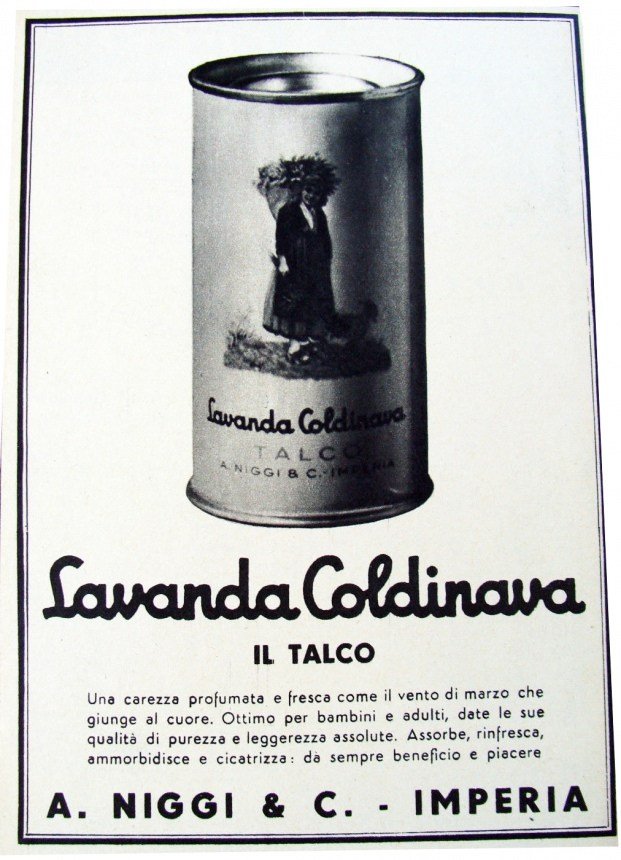 Lavanda Coldinava
TALCO
A. NIGGI & C.-IMPERIA
Lavanda Coldinava
IL TALCO
Una carezza profumata e fresca come il vento di marzo che
giunge al cuore. Ottimo per bambini e adulti, date le sue
qualità di purezza e leggerezza assolute. Assorbe, rinfresca,
ammorbidisce e cicatrizza: dà sempre beneficio e piacere
A. NIGGI & C. - IMPERIA